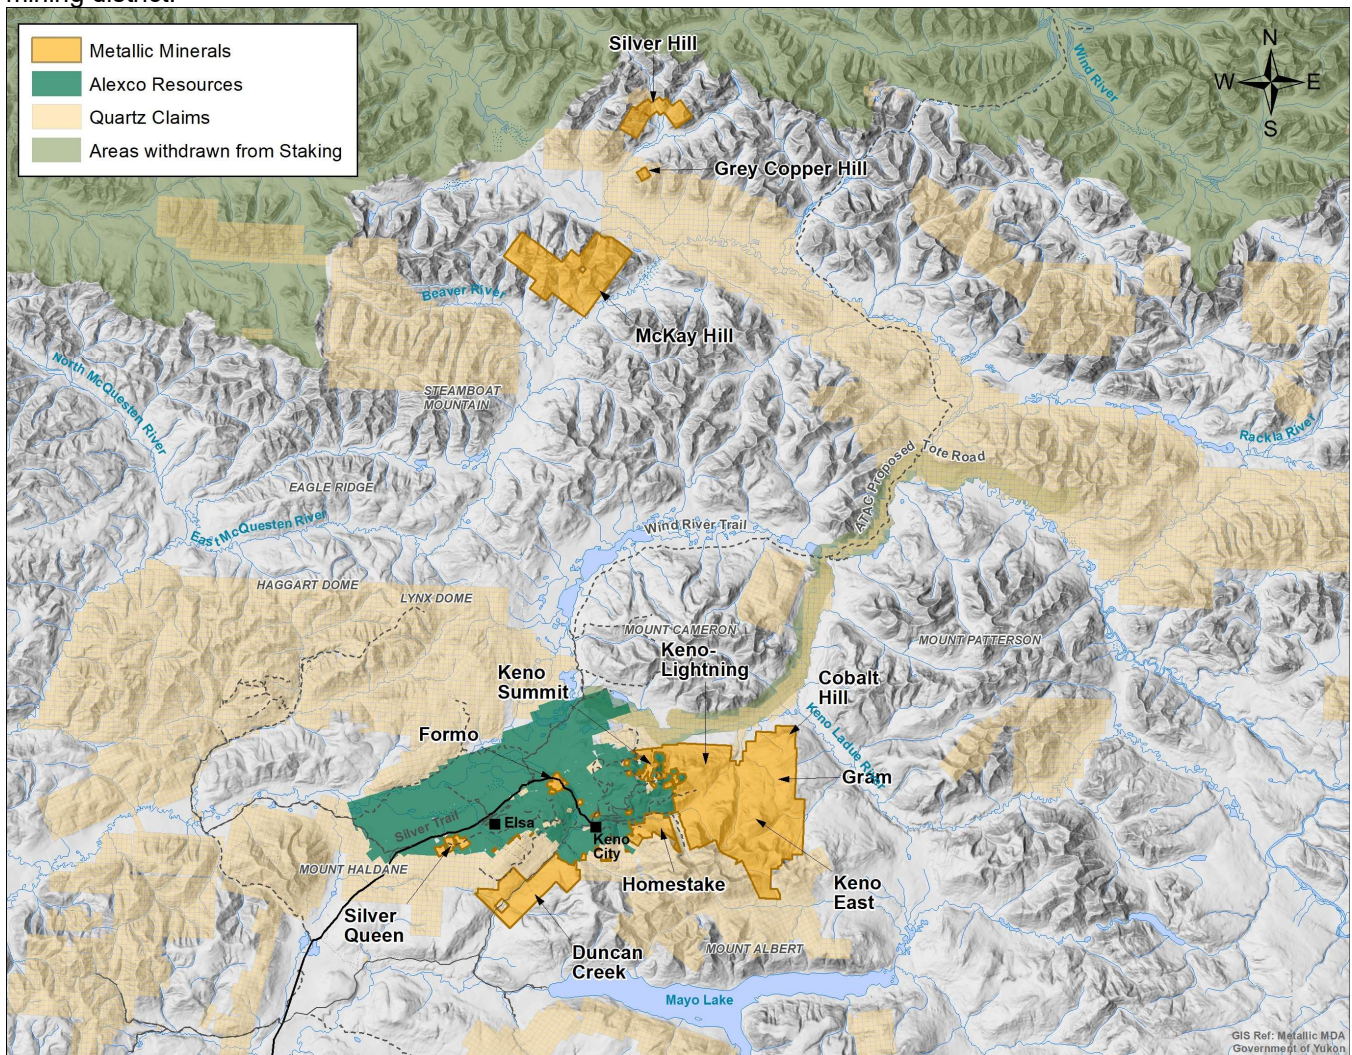 mining district.
Metallic Minerals
Alexco Resources
Quartz Claims
Areas withdrawn from Staking
N
W
E
S
Silver Hill
Wind River
Grey Copper Hill
Beaver River
McKay Hill
North McQuesten River
STEAMBOAT
MOUNTAIN
Rackla River
ATAC Proposed
Tote Road
EAGLE RIDGE
East McQuesten River
Wind River Trail
HAGGART DOME
LYNX DOME
MOUNT CAMERON
MOUNT PATTERSON
Keno-
Lightning
Keno
Summit
Cobalt
Hill
Keno Ladue River
Formo
Gram
Silver Trail
Elsa
Keno
City
MOUNT HALDANE
Homestake
Keno
East
Silver
Queen
Duncan
Creek
MOUNT ALBERT
Mayo Lake
GIS Ref: Metallic MDA
Government of Yukon